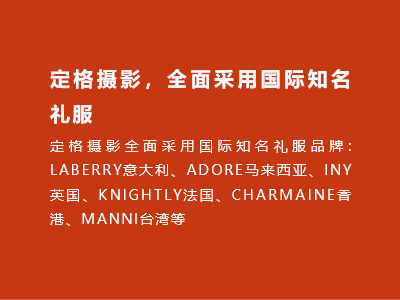 定格摄影，全面采用国际知名
礼服
定格摄影全面采用国际知名礼服品牌:
LABERRY意大利、ADORE马来西亚、INY
英国、KNIGHTLY法国、CHARMAINE香
港、MANNI台湾等